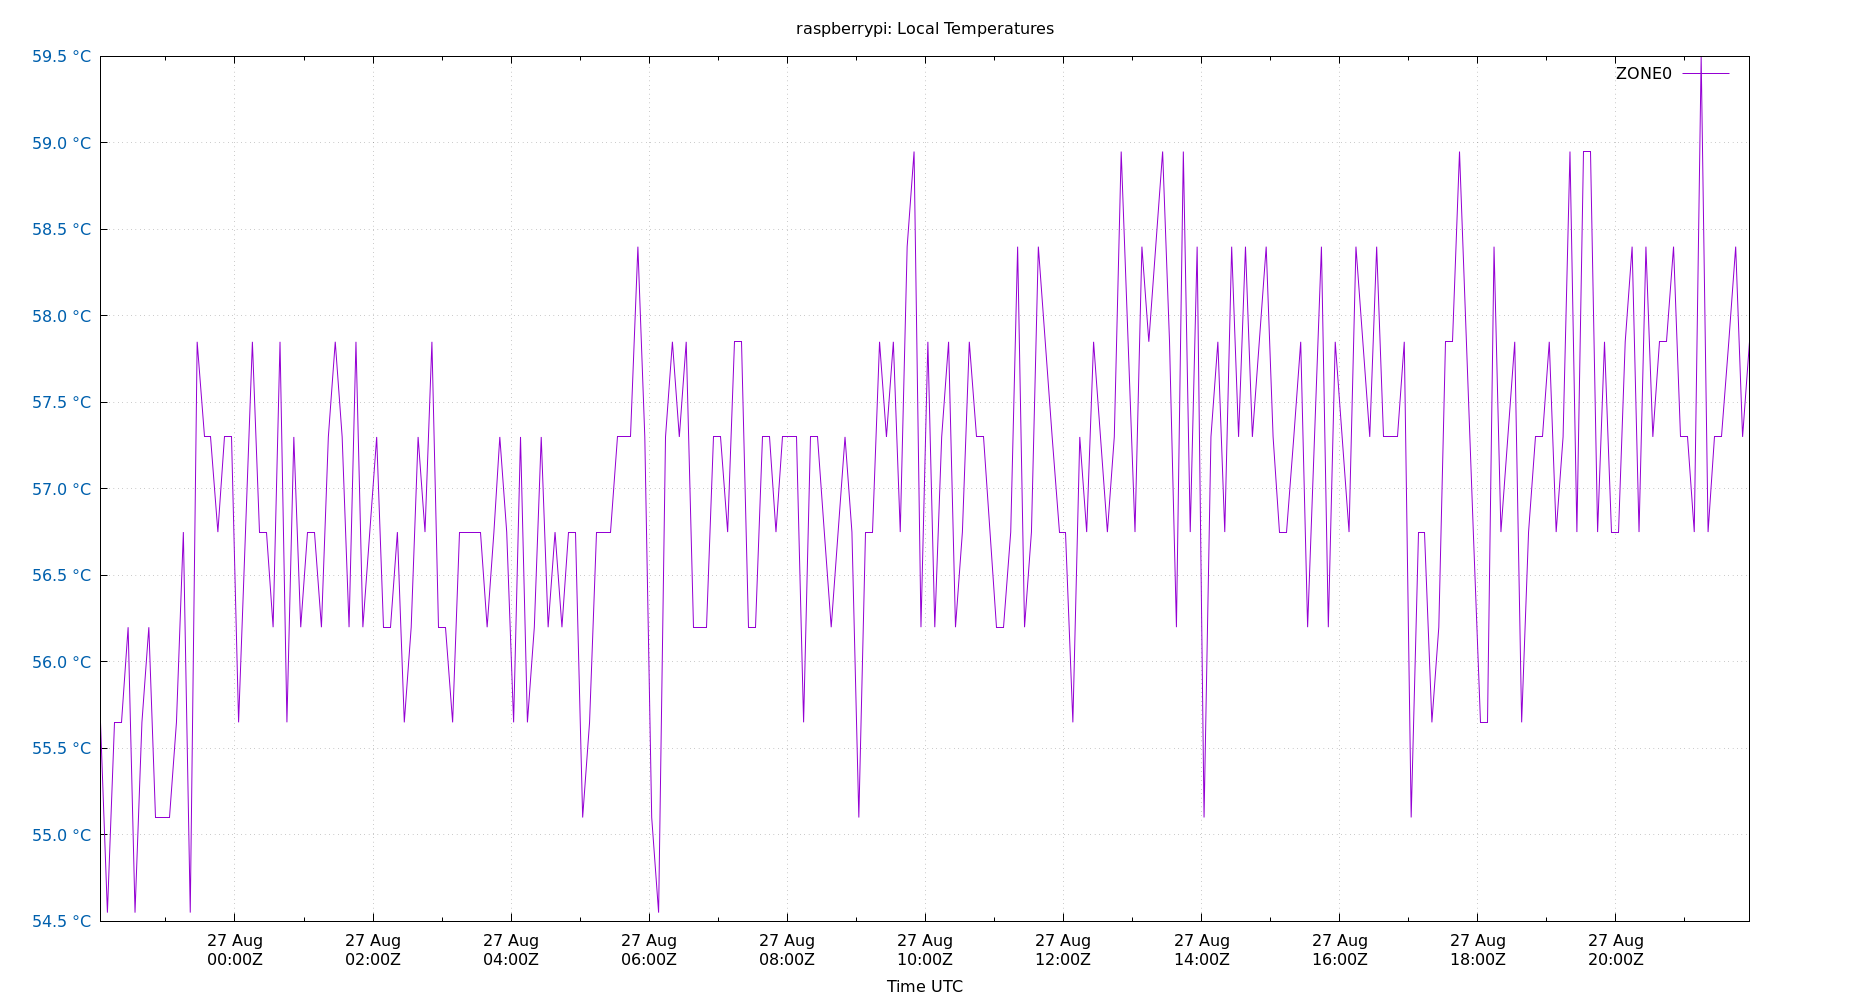 raspberrypi: Local Temperatures
ZONE0
59.5 °C
59.0 °C
58.5 °C
58.0 °C
57.5 °C
57.0 °C
56.5 °C
56.0 °C
55.5 °C
55.0 °C
54.5 °C
27 Aug 27 Aug 27 Aug 27 Aug 27 Aug 27 Aug 27 Aug 27 Aug 27 Aug 27 Aug 27 Aug
00:00Z 02:00Z 04:00Z 06:00Z 08:00Z 10:00Z 12:00Z 14:00Z 16:00Z 18:00Z 20:00Z
Time UTC